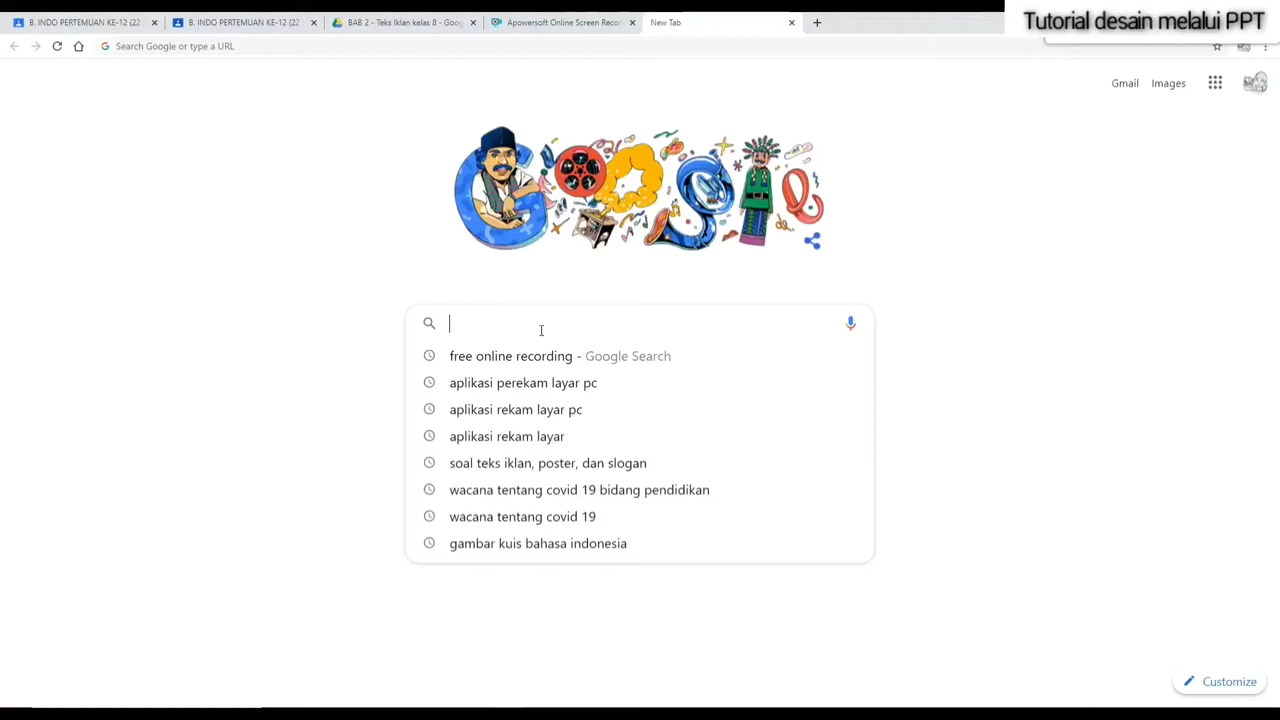 B. INDO PERTEMUAN KE-12 (22
B. INDO PERTEMUAN KE-12 (22
BAB 2 - Teks Iklan kelas 8 - Goog
Apowersoft Online Screen Recor
New Tab
Tutorial desain melalui PPT
Search Google or type a URL
Gmail
Images
free online recording - Google Search
aplikasi perekam layar pc
aplikasi rekam layar pc
aplikasi rekam layar
soal teks iklan, poster, dan slogan
wacana tentang covid 19 bidang pendidikan
wacana tentang covid 19
gambar kuis bahasa indonesia
Customize